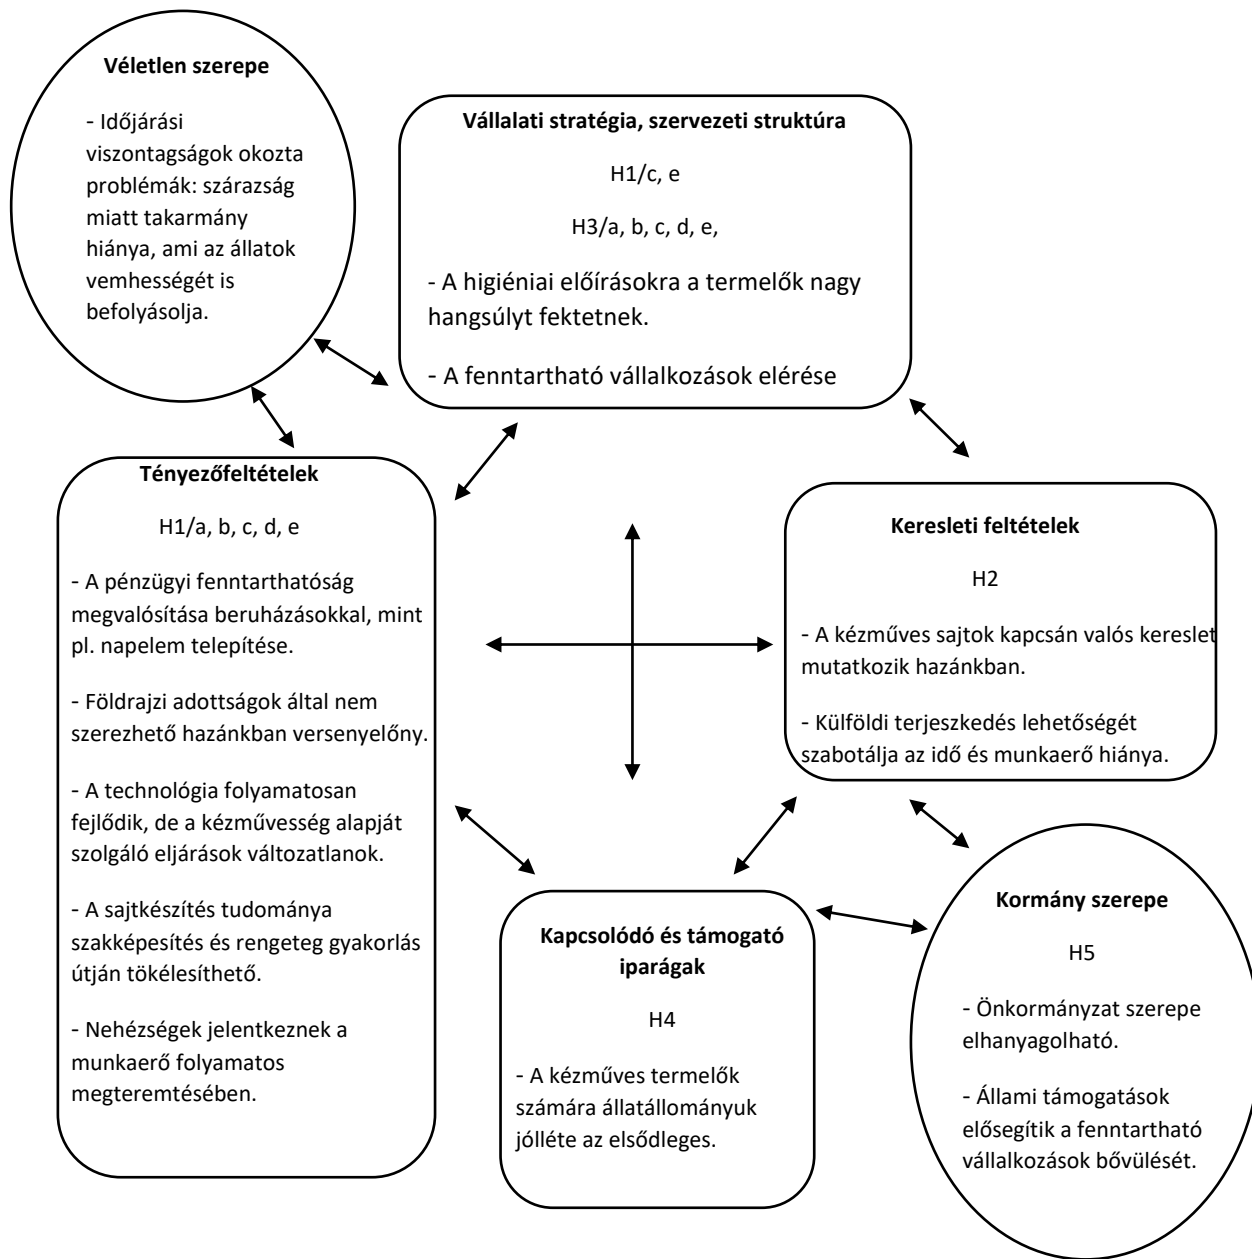 Véletlen szerepe
- Időjárási
viszontagságok okozta
problémák: szárazság
miatt takarmány
hiánya, ami az állatok
vemhességét is
befolyásolja.
Vállalati stratégia, szervezeti struktúra
H1/c, e
H3/a, b, c, d, e,
- A higiéniai előírásokra a termelők nagy
hangsúlyt fektetnek.
- A fenntartható vállalkozások elérése
Tényezőfeltételek
H1/a, b, c, d, e
- A pénzügyi fenntarthatóság
megvalósítása beruházásokkal, mint
pl. napelem telepítése.
- Földrajzi adottságok által nem
szerezhető hazánkban versenyelőny.
- A technológia folyamatosan
fejlődik, de a kézművesség alapját
szolgáló eljárások változatlanok.
- A sajtkészítés tudománya
szakképesítés és rengeteg gyakorlás
útján tökélesíthető.
- Nehézségek jelentkeznek a
munkaerő folyamatos
megteremtésében.
Keresleti feltételek
H2
- A kézműves sajtok kapcsán valós kereslet
mutatkozik hazánkban.
- Külföldi terjeszkedés lehetőségét
szabotálja az idő és munkaerő hiánya.
Kapcsolódó és támogató
iparágak
H4
- A kézműves termelők
számára állatállományuk
jólléte az elsődleges.
Kormány szerepe
H5
- Önkormányzat szerepe
elhanyagolható.
- Állami támogatások
elősegítik a fenntartható
vállalkozások bővülését.